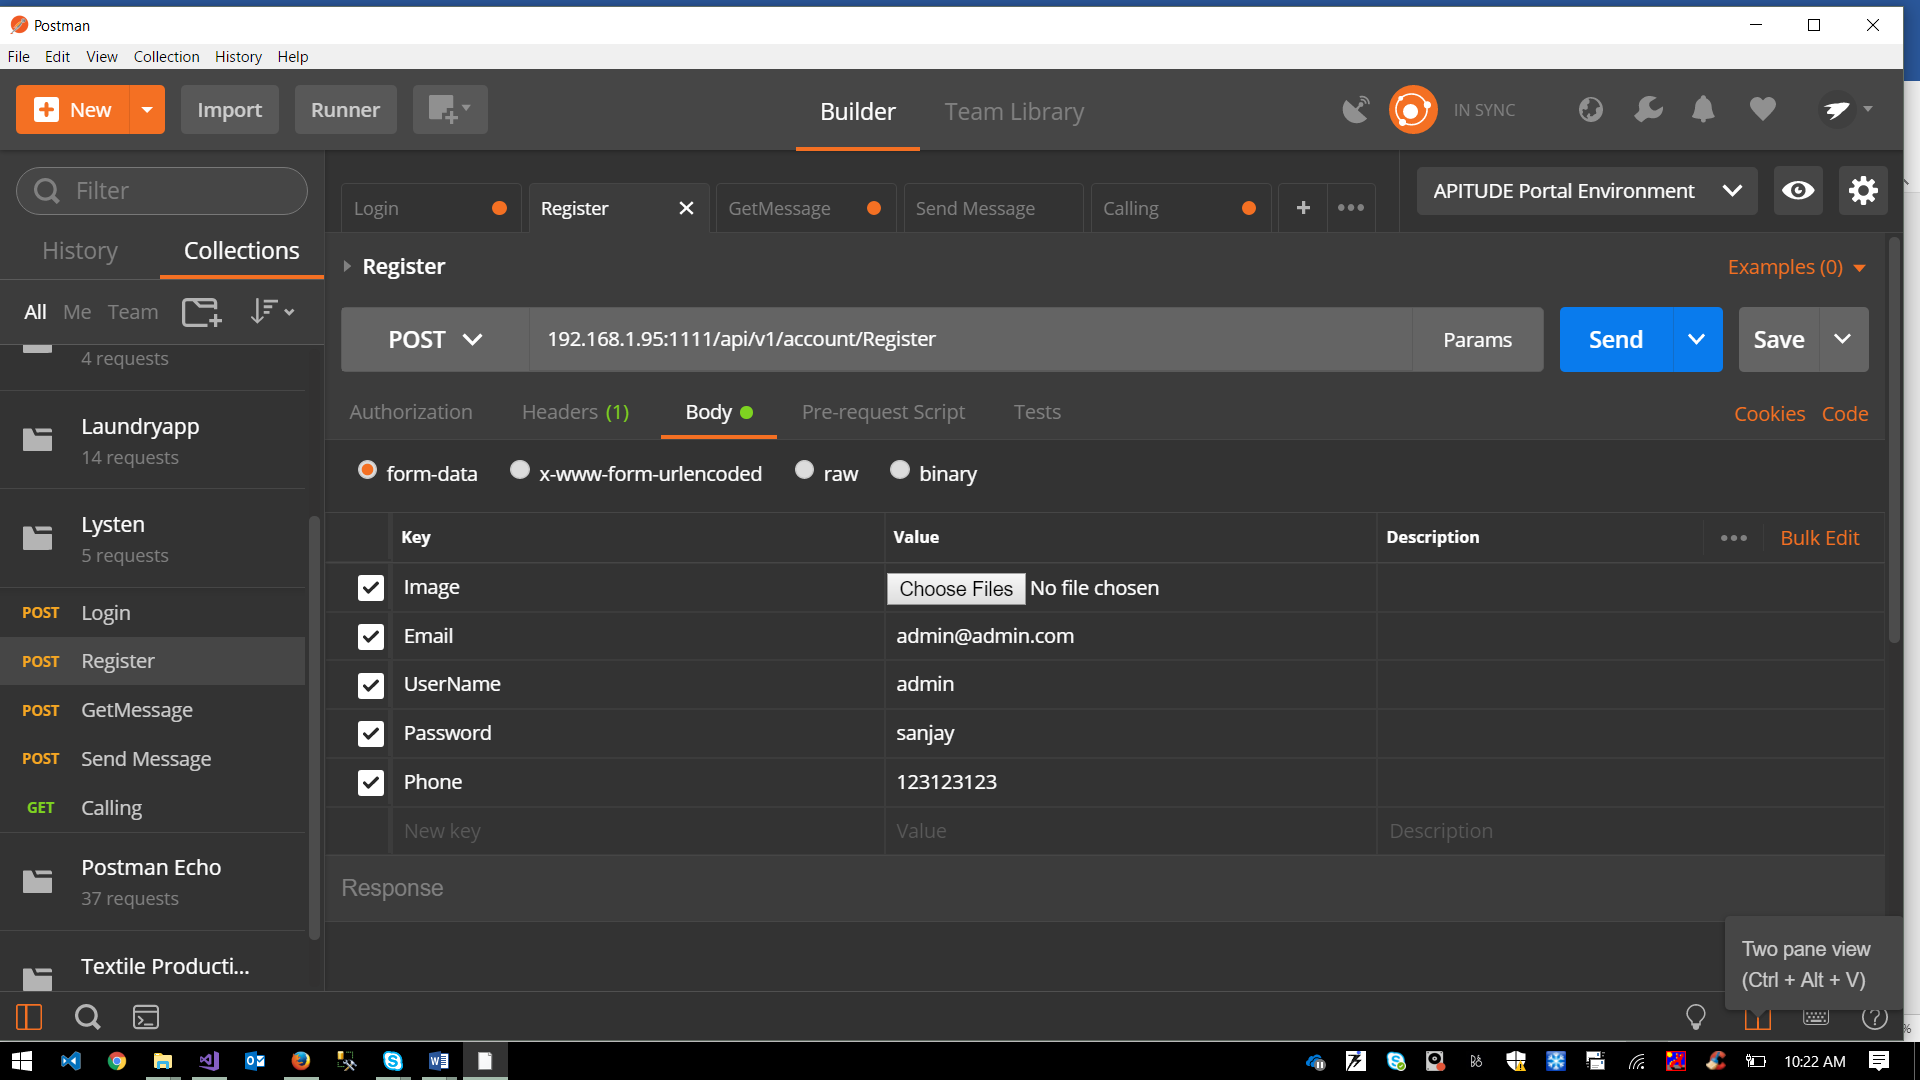 Postman
File Edit View Collection History Help
New Import Runner Builder Team Library IN SYNC
Filter
History Collections
All Me Team
4 requests
Laundryapp
14 requests
Lysten
5 requests
POST Login
POST Register
POST GetMessage
POST Send Message
GET Calling
Postman Echo
37 requests
Textile Producti...
Login Register GetMessage Send Message Calling APITUDE Portal Environment
Register Examples (0)
POST 192.168.1.95:1111/api/v1/account/Register Params Send Save
Authorization Headers (1) Body Pre-request Script Tests Cookies Code
form-data x-www-form-urlencoded raw binary
Key Value Description Bulk Edit
Image Choose Files No file chosen
Email admin@admin.com
UserName admin
Password sanjay
Phone 123123123
New key Value Description
Response
Two pane view
(Ctrl + Alt + V)
%
10:22 AM